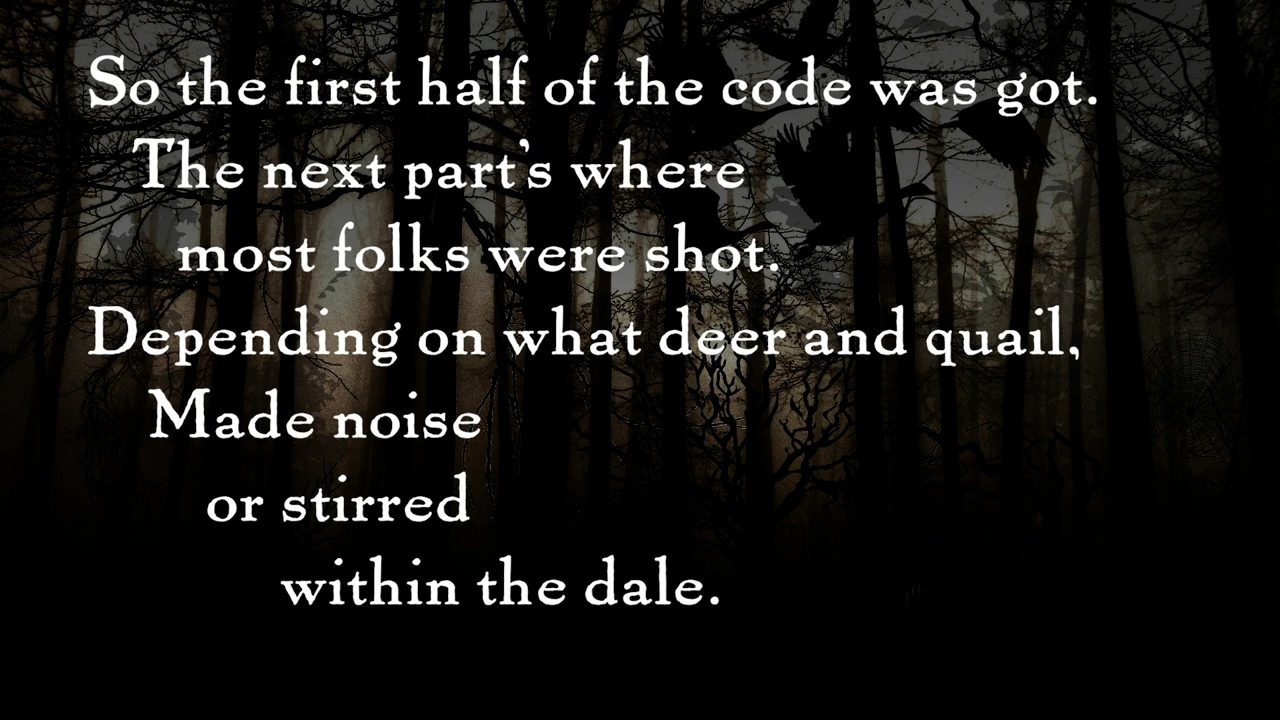 So the first half of the code was got.
The next part's where
most folks were shot.
Depending on what deer and quail,
Made noise
or stirred
within the dale.